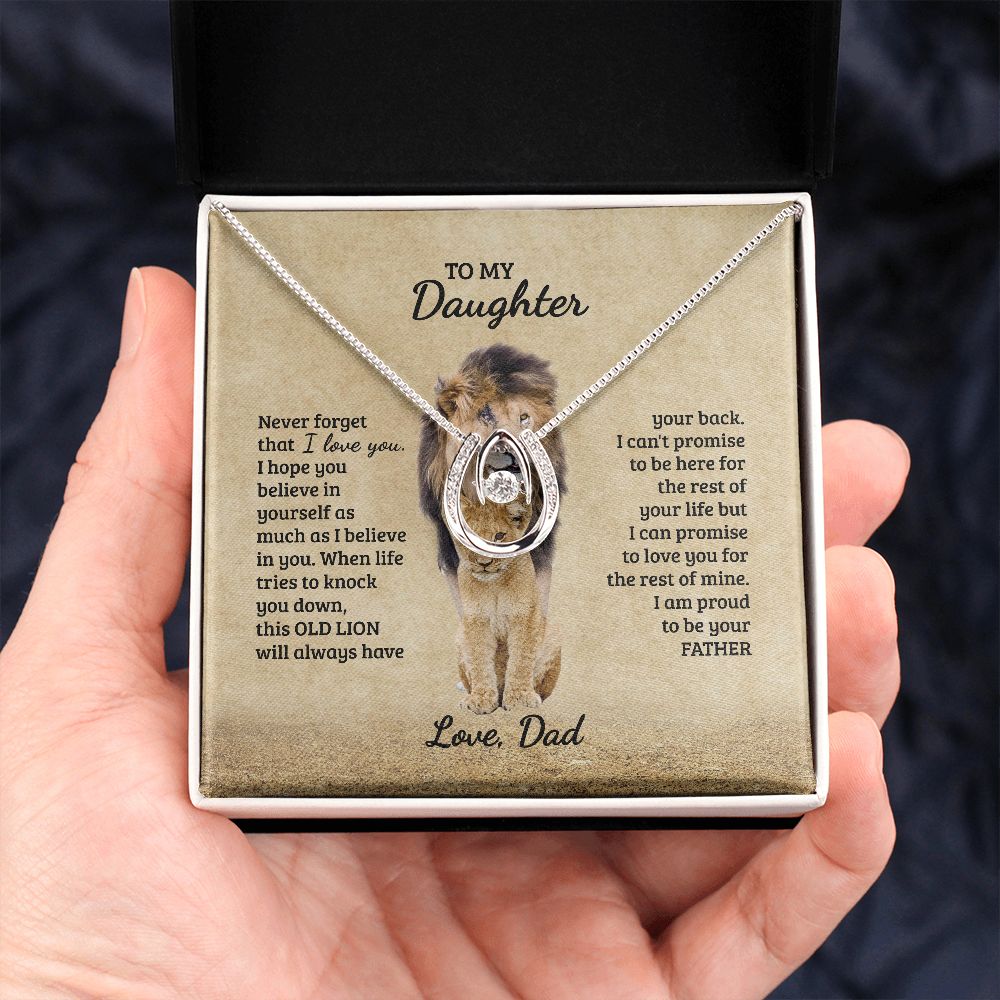 TO MY
Daughter
Never forget
that I love you.
I hope you
believe in
yourself as
much as I believe
in you. When life
tries to knock
you down,
this OLD LION
will always have
your back.
I can't promise
to be here for
the rest of
your life but
I can promise
to love you for
the rest of mine.
I am proud
to be your
FATHER
Love, Dad